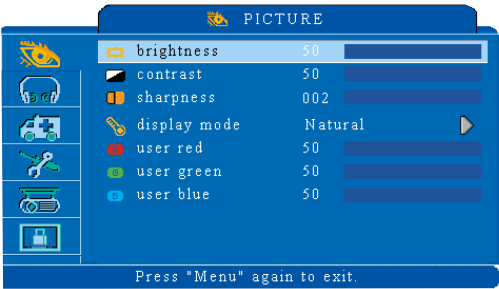 PICTURE
brightness 50
contrast 50
sharpness 002
display mode Natural
user red 50
user green 50
user blue 50
Press "Menu" again to exit.